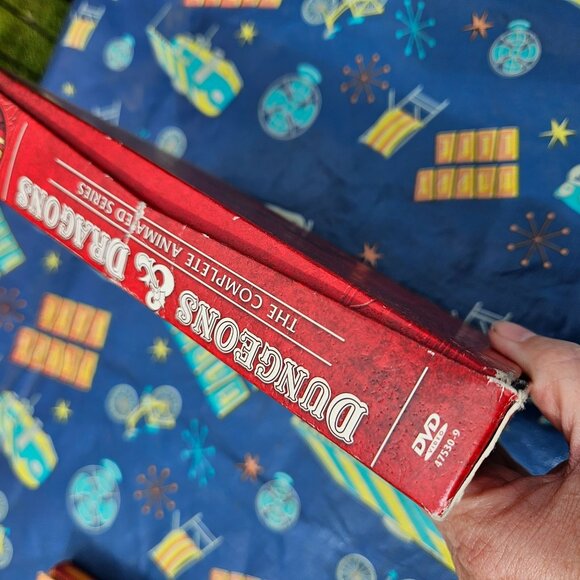 DUNGEONS & DRAGONS
THE COMPLETE ANIMATED SERIES
DVD
VIDEO
47530-9